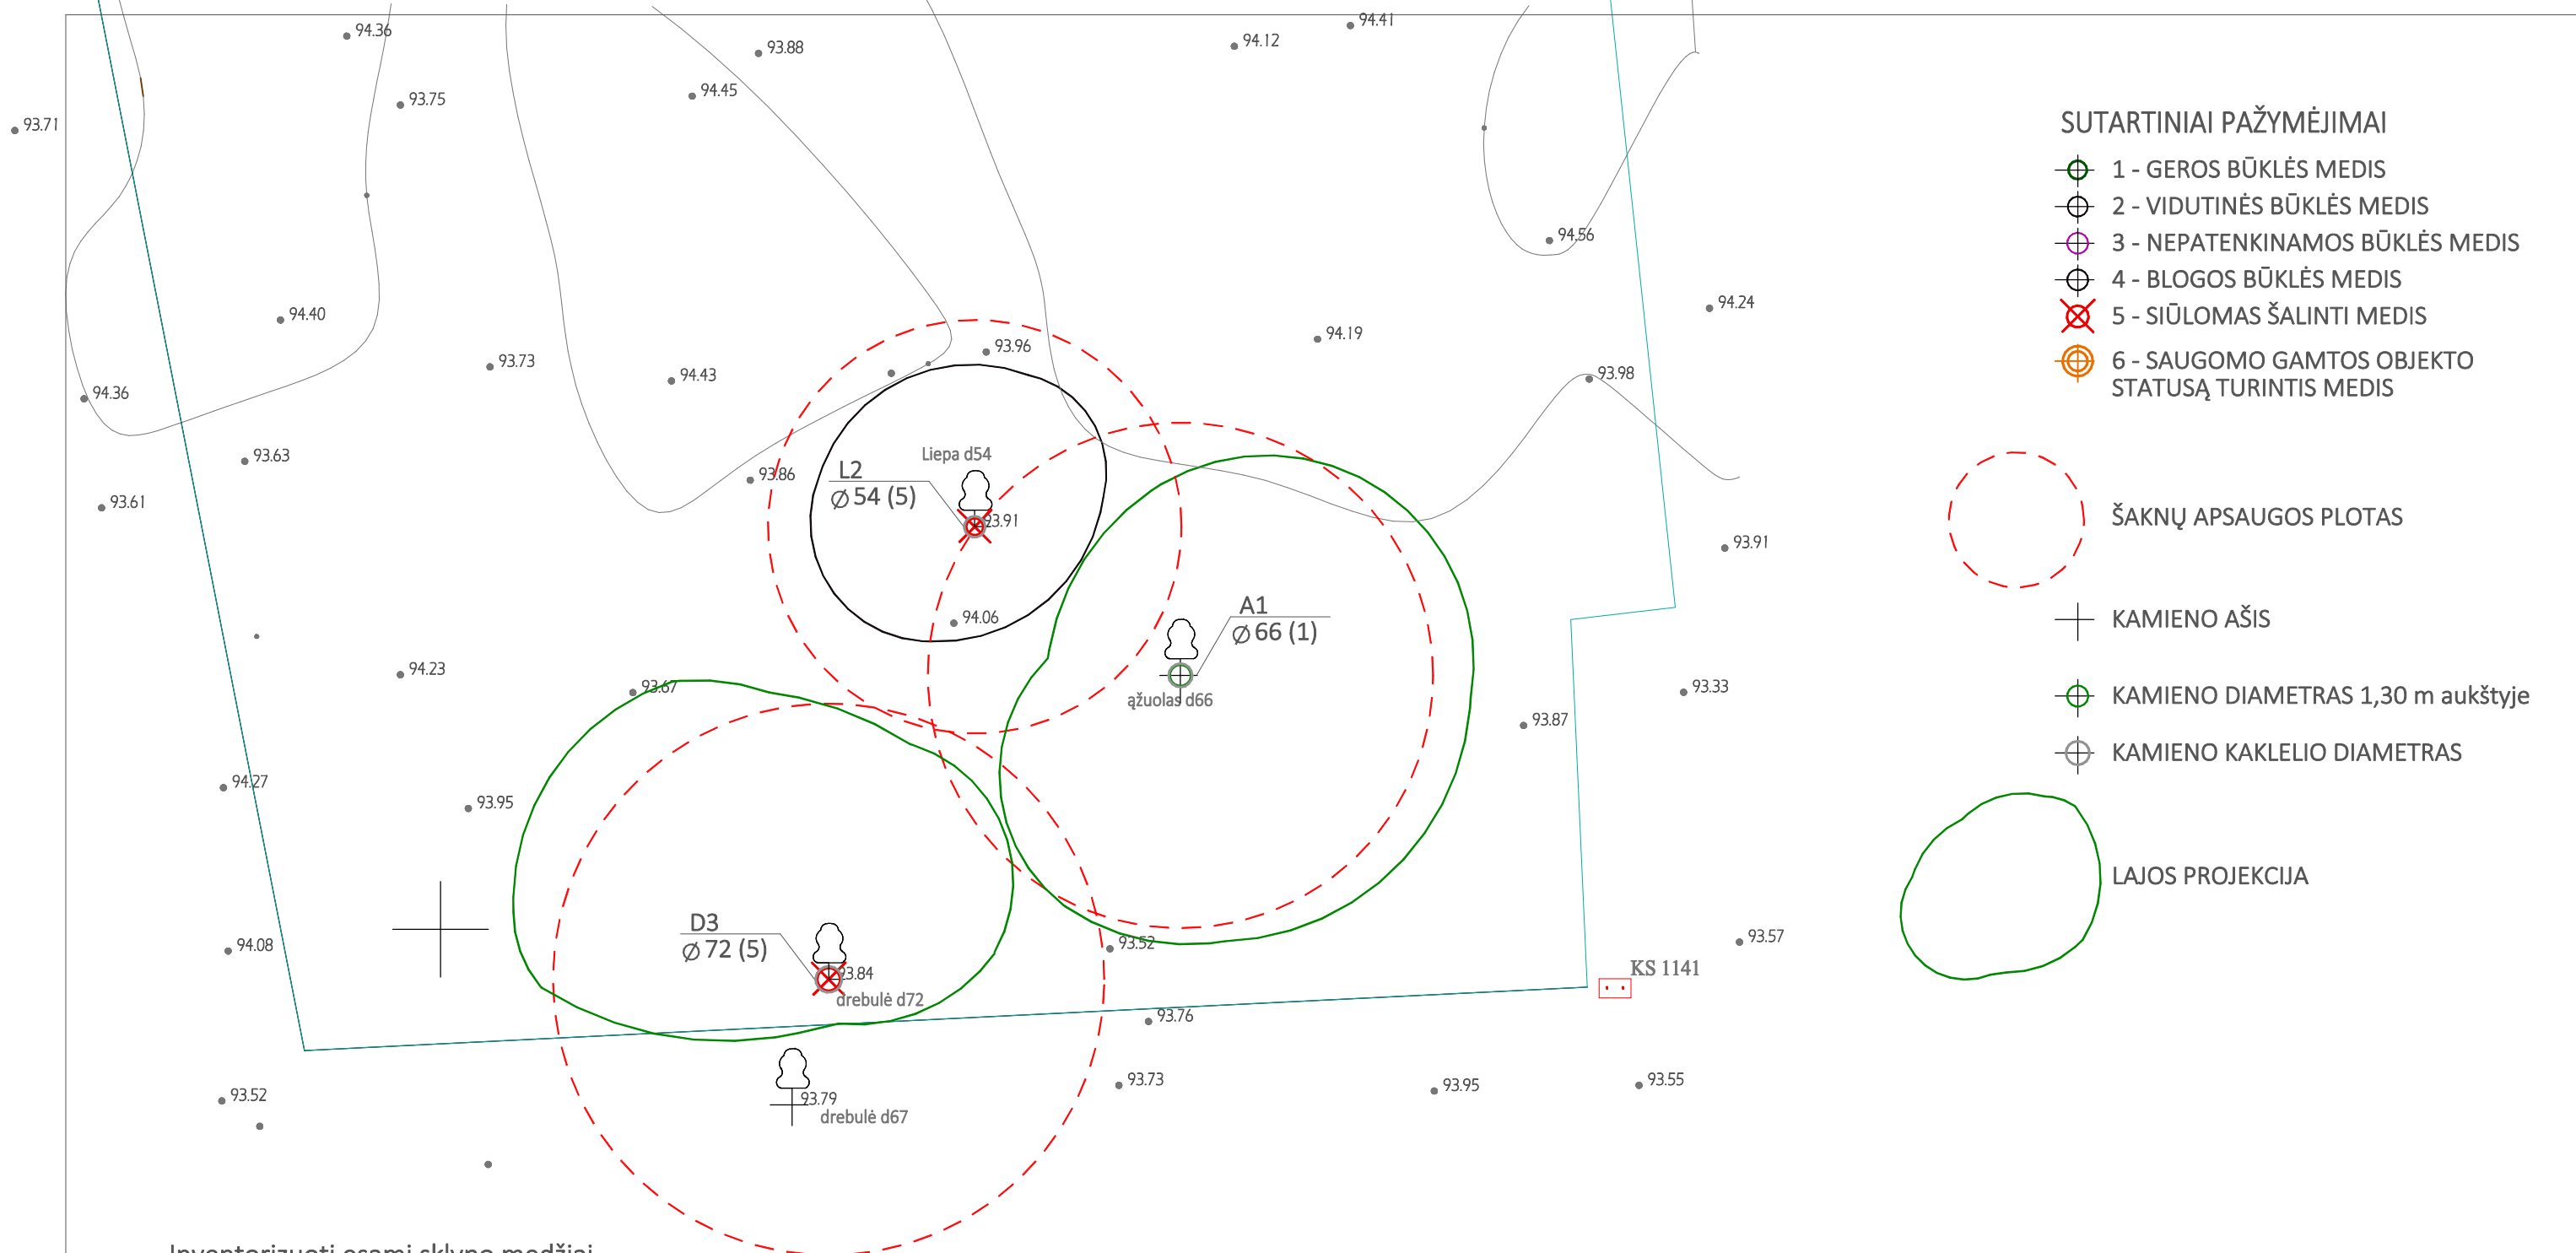 94.36
93.88
94.12
94.41
93.75
94.45
93.71
94.56
94.24
94.40
93.73
94.43
93.96
94.19
93.98
94.36
93.63
93.86
Liepa d54
L2
Ø 54 (5)
93.61
93.91
93.91
94.06
A1
Ø 66 (1)
94.23
93.67
ąžuolas d66
93.33
93.87
94.27
93.95
94.08
D3
Ø 72 (5)
93.84
drebulė d72
93.52
93.57
KS 1141
93.76
93.52
93.79
drebulė d67
93.73
93.95
93.55
Inventorizuoti esami sklypo medžiai
SUTARTINIAI PAŽYMĖJIMAI
1 - GEROS BŪKLĖS MEDIS
2 - VIDUTINĖS BŪKLĖS MEDIS
3 - NEPATENKINAMOS BŪKLĖS MEDIS
4 - BLOGOS BŪKLĖS MEDIS
5 - SIŪLOMAS ŠALINTI MEDIS
6 - SAUGOMO GAMTOS OBJEKTO
STATUSĄ TURINTIS MEDIS
ŠAKNŲ APSAUGOS PLOTAS
KAMIENO AŠIS
KAMIENO DIAMETRAS 1,30 m aukštyje
KAMIENO KAKLELIO DIAMETRAS
LAJOS PROJEKCIJA